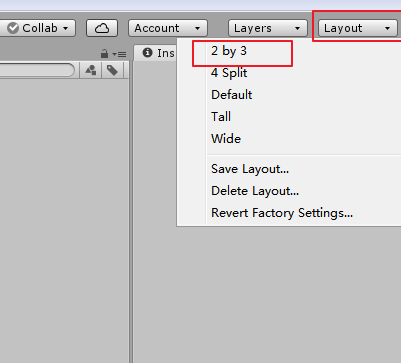 Collab Account Layers Layout
Ins
2 by 3
4 Split
Default
Tall
Wide
Save Layout...
Delete Layout...
Revert Factory Settings...